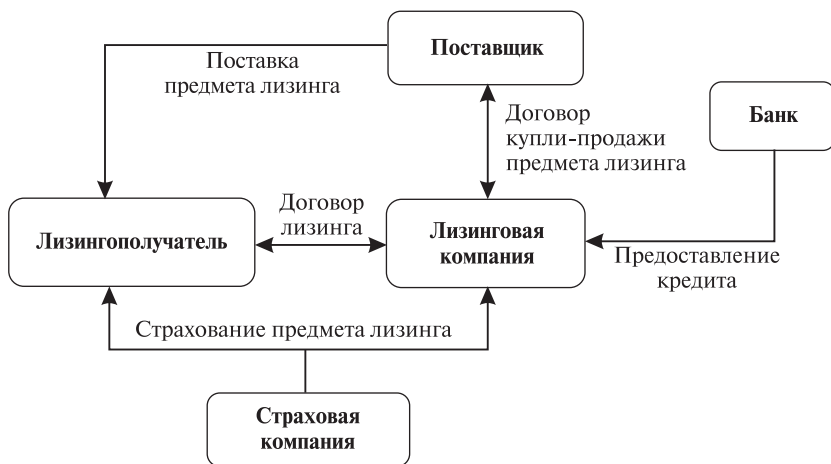 Поставщик
Поставка
предмета лизинга
Договор
купли-продажи
предмета лизинга
Банк
Лизингополучатель
Договор
лизинга
Лизинговая
компания
Предоставление
кредита
Страхование предмета лизинга
Страховая
компания